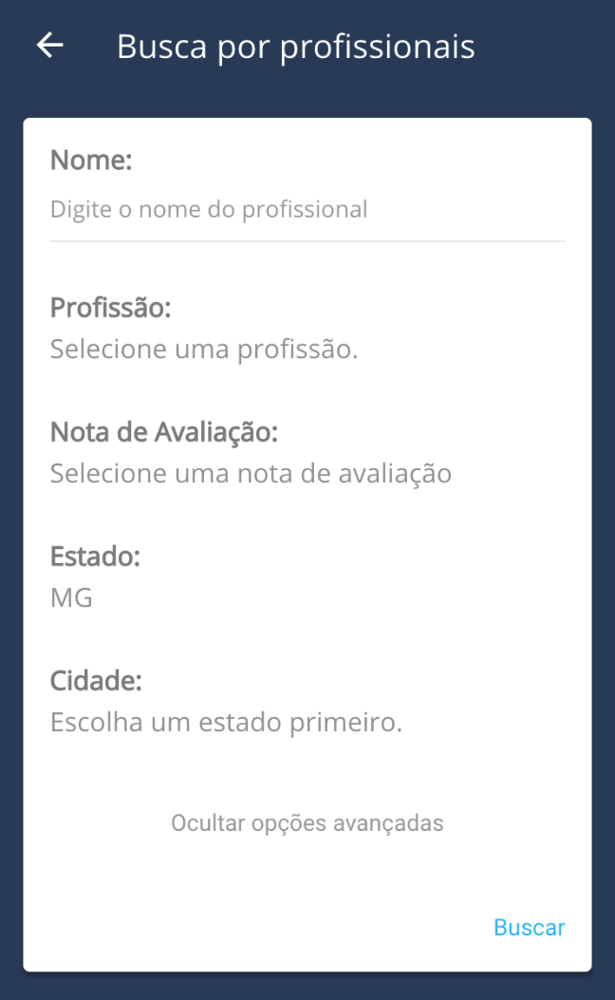 Busca por profissionais
Nome:
Digite o nome do profissional
Profissão:
Selecione uma profissão.
Nota de Avaliação:
Selecione uma nota de avaliação
Estado:
MG
Cidade:
Escolha um estado primeiro.
Ocultar opções avançadas
Buscar